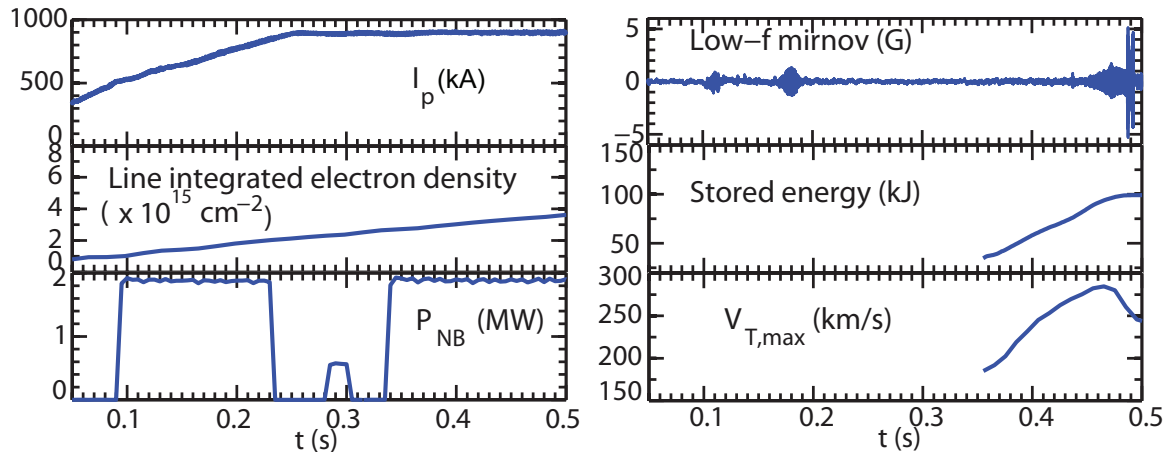 1000
500
0
I_p (kA)
8
6
4
2
0
Line integrated electron density
( x 10^15 cm^−2)
2
1
0
P_NB (MW)
0.1 0.2 0.3 0.4 0.5
t (s)
5
0
−5
Low−f mirnov (G)
150
100
50
Stored energy (kJ)
300
250
200
150
V_T,max (km/s)
0.1 0.2 0.3 0.4 0.5
t (s)